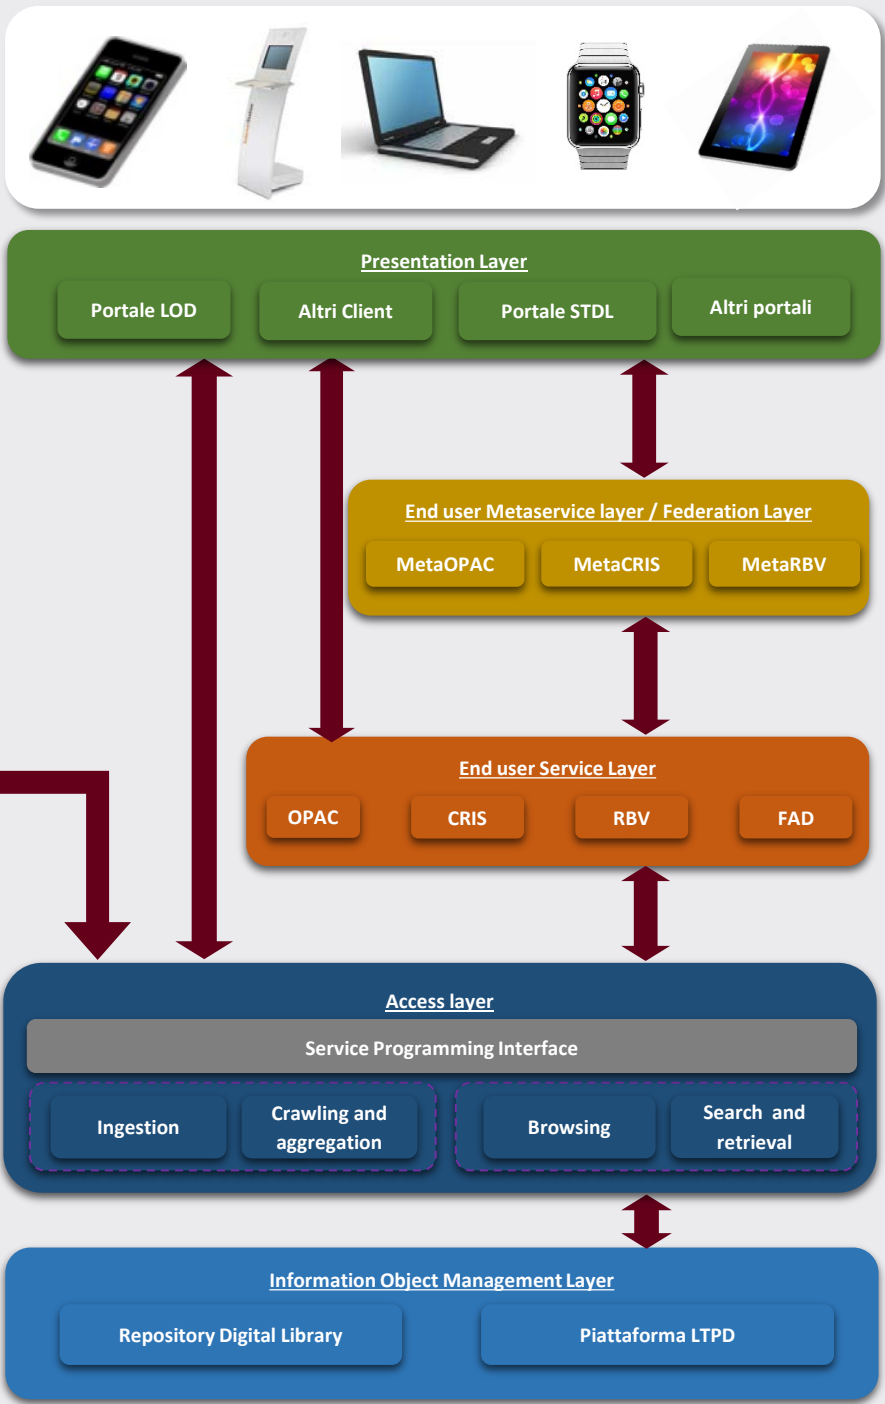 Presentation Layer
Portale LOD
Altri Client
Portale STDL
Altri portali
End user Metaservice layer / Federation Layer
MetaOPAC
MetaCRIS
MetaRBV
End user Service Layer
OPAC
CRIS
RBV
FAD
Access layer
Service Programming Interface
Ingestion
Crawling and
aggregation
Browsing
Search and
retrieval
Information Object Management Layer
Repository Digital Library
Piattaforma LTPD